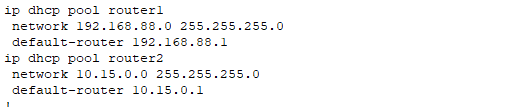 ip dhcp pool router1
 network 192.168.88.0 255.255.255.0
 default-router 192.168.88.1
ip dhcp pool router2
 network 10.15.0.0 255.255.255.0
 default-router 10.15.0.1